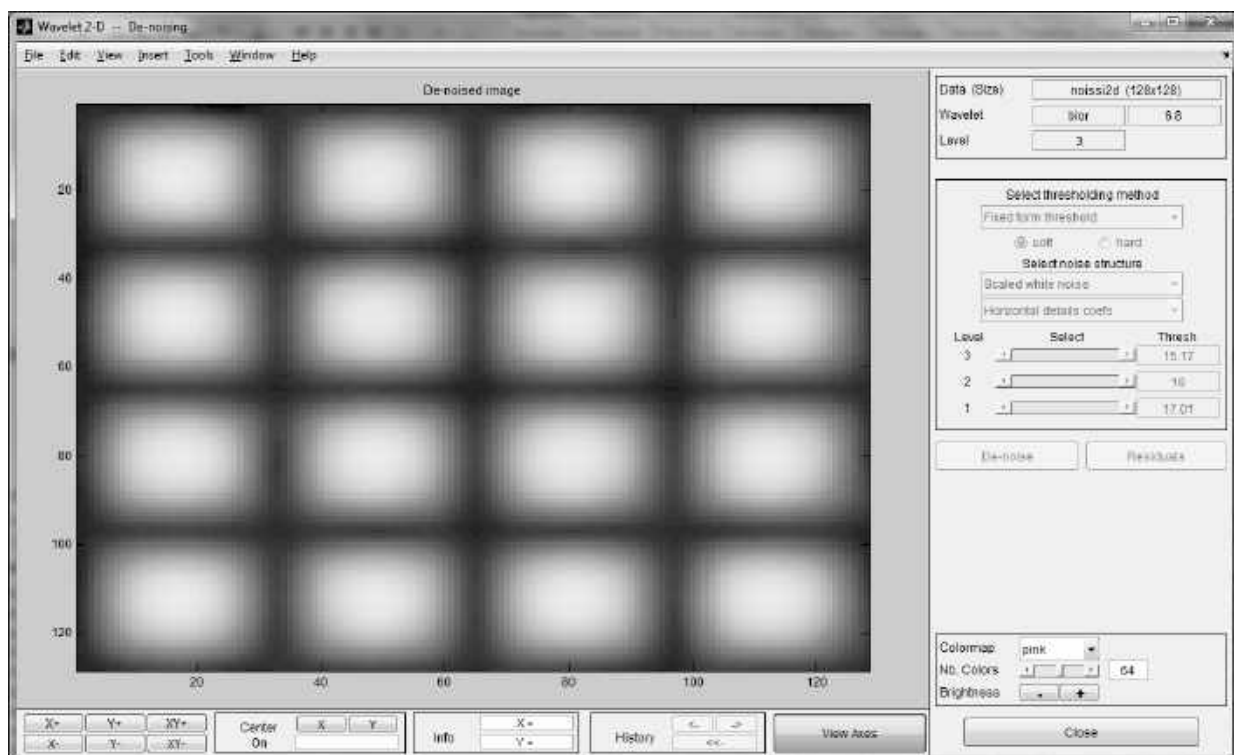 Wavelet 2-D -- De-noising
File Edit View Insert Tools Window Help
De-noised image
20
40
60
80
100
120
20 40 60 80 100 120
Data (Size) noissi2d (128x128)
Wavelet bior 6.8
Level 3
Select thresholding method
Fixed form threshold
soft hard
Select noise structure
Scaled white noise
Horizontal details coefs
Level Select Thresh
3 15.17
2 16
1 17.01
De-noise Residuals
Colormap pink
Nb. Colors 64
Brightness - +
X+ Y+ XY+
X- Y- XY-
Center On X Y
Info X = Y =
History <- -> <<-
View Axes
Close